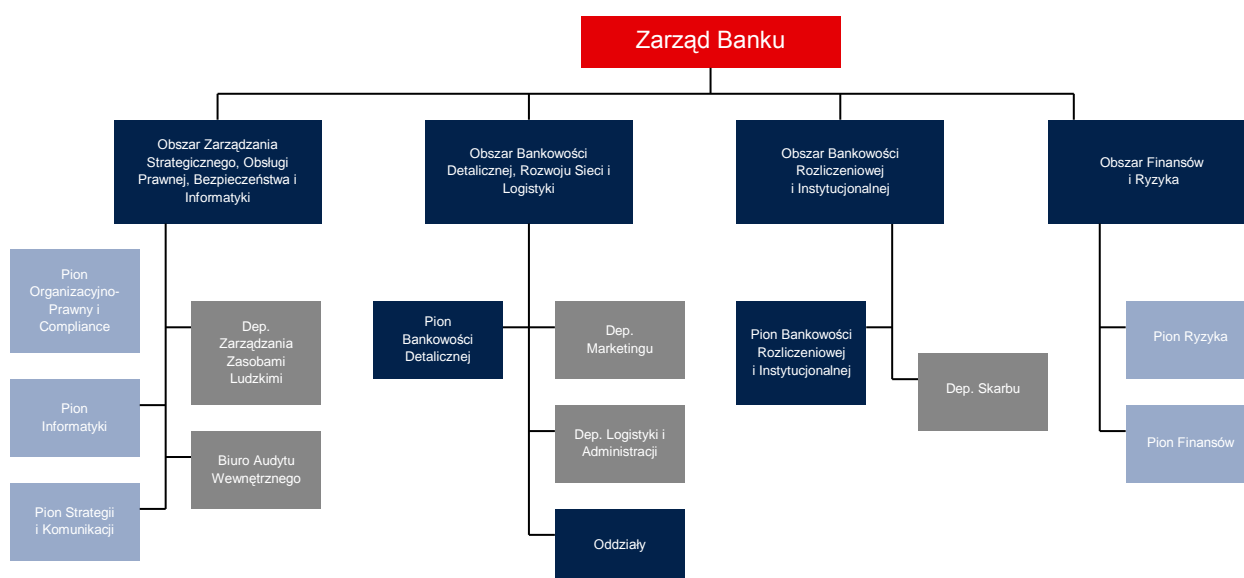 Zarząd Banku
Obszar Zarządzania
Strategicznego, Obsługi
Prawnej, Bezpieczeństwa i
Informatyki
Obszar Bankowości
Detalicznej, Rozwoju Sieci i
Logistyki
Obszar Bankowości
Rozliczeniowej
i Instytucjonalnej
Obszar Finansów
i Ryzyka
Pion
Organizacyjno-
Prawny i
Compliance
Dep.
Zarządzania
Zasobami
Ludzkimi
Pion
Informatyki
Biuro Audytu
Wewnętrznego
Pion Strategii
i Komunikacji
Pion
Bankowości
Detalicznej
Dep.
Marketingu
Dep. Logistyki i
Administracji
Oddziały
Pion Bankowości
Rozliczeniowej
i Instytucjonalnej
Dep. Skarbu
Pion Ryzyka
Pion Finansów